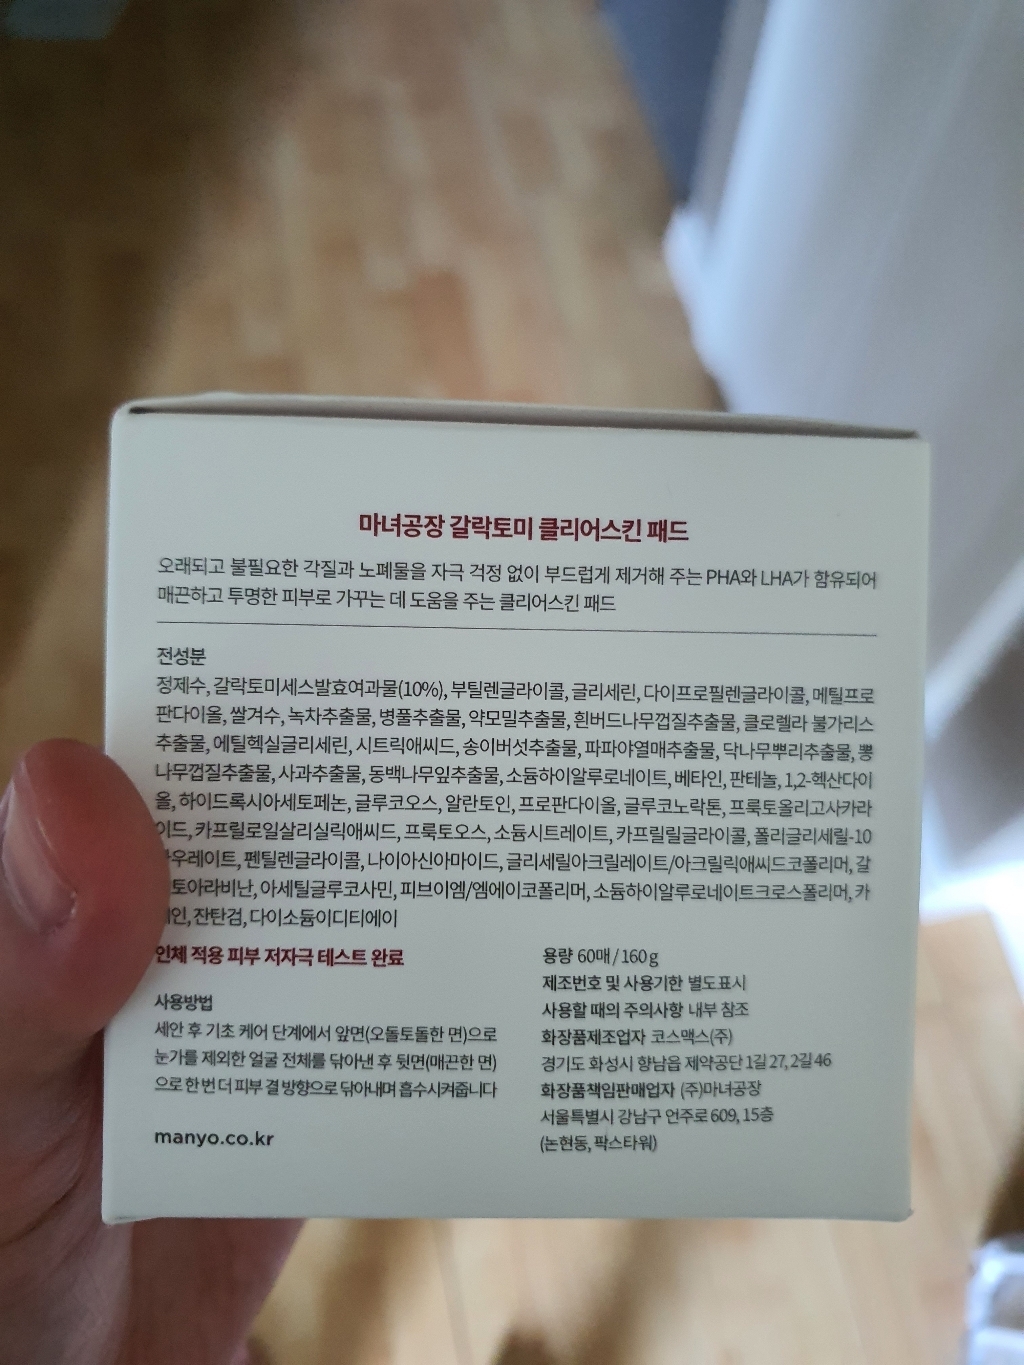 마녀공장 갈락토미 클리어스킨 패드
오래되고 불필요한 각질과 노폐물을 자극 걱정 없이 부드럽게 제거해 주는 PHA와 LHA가 함유되어
매끈하고 투명한 피부로 가꾸는 데 도움을 주는 클리어스킨 패드
전성분
정제수, 갈락토미세스발효여과물(10%), 부틸렌글라이콜, 글리세린, 다이프로필렌글라이콜, 메틸프로
판다이올, 쌀겨수, 녹차추출물, 병풀추출물, 약모밀추출물, 흰버드나무껍질추출물, 클로렐라 불가리스
추출물, 에틸헥실글리세린, 시트릭애씨드, 송이버섯추출물, 파파야열매추출물, 닥나무뿌리추출물, 뽕
나무껍질추출물, 사과추출물, 동백나무잎추출물, 소듐하이알루로네이트, 베타인, 판테놀, 1,2-헥산다이
올, 하이드록시아세토페논, 글루코오스, 알란토인, 프로판다이올, 글루코노락톤, 프룩토올리고사카라
이드, 카프릴로일살리실릭애씨드, 프룩토오스, 소듐시트레이트, 카프릴릴글라이콜, 폴리글리세릴-10
우레이트, 펜틸렌글라이콜, 나이아신아마이드, 글리세릴아크릴레이트/아크릴릭애씨드코폴리머, 갈
토아라비난, 아세틸글루코사민, 피브이엠/엠에이코폴리머, 소듐하이알루로네이트크로스폴리머, 카
인, 잔탄검, 다이소듐이디티에이
인체 적용 피부 저자극 테스트 완료
사용방법
세안 후 기초 케어 단계에서 앞면(오돌토돌한 면)으로
눈가를 제외한 얼굴 전체를 닦아낸 후 뒷면(매끈한 면)
으로 한 번 더 피부 결 방향으로 닦아내며 흡수시켜줍니다
manyo.co.kr
용량 60매 / 160 g
제조번호 및 사용기한 별도표시
사용할 때의 주의사항 내부 참조
화장품제조업자 코스맥스(주)
경기도 화성시 향남읍 제약공단 1길 27, 2길 46
화장품책임판매업자 (주)마녀공장
서울특별시 강남구 언주로 609, 15층
(논현동, 팍스타워)